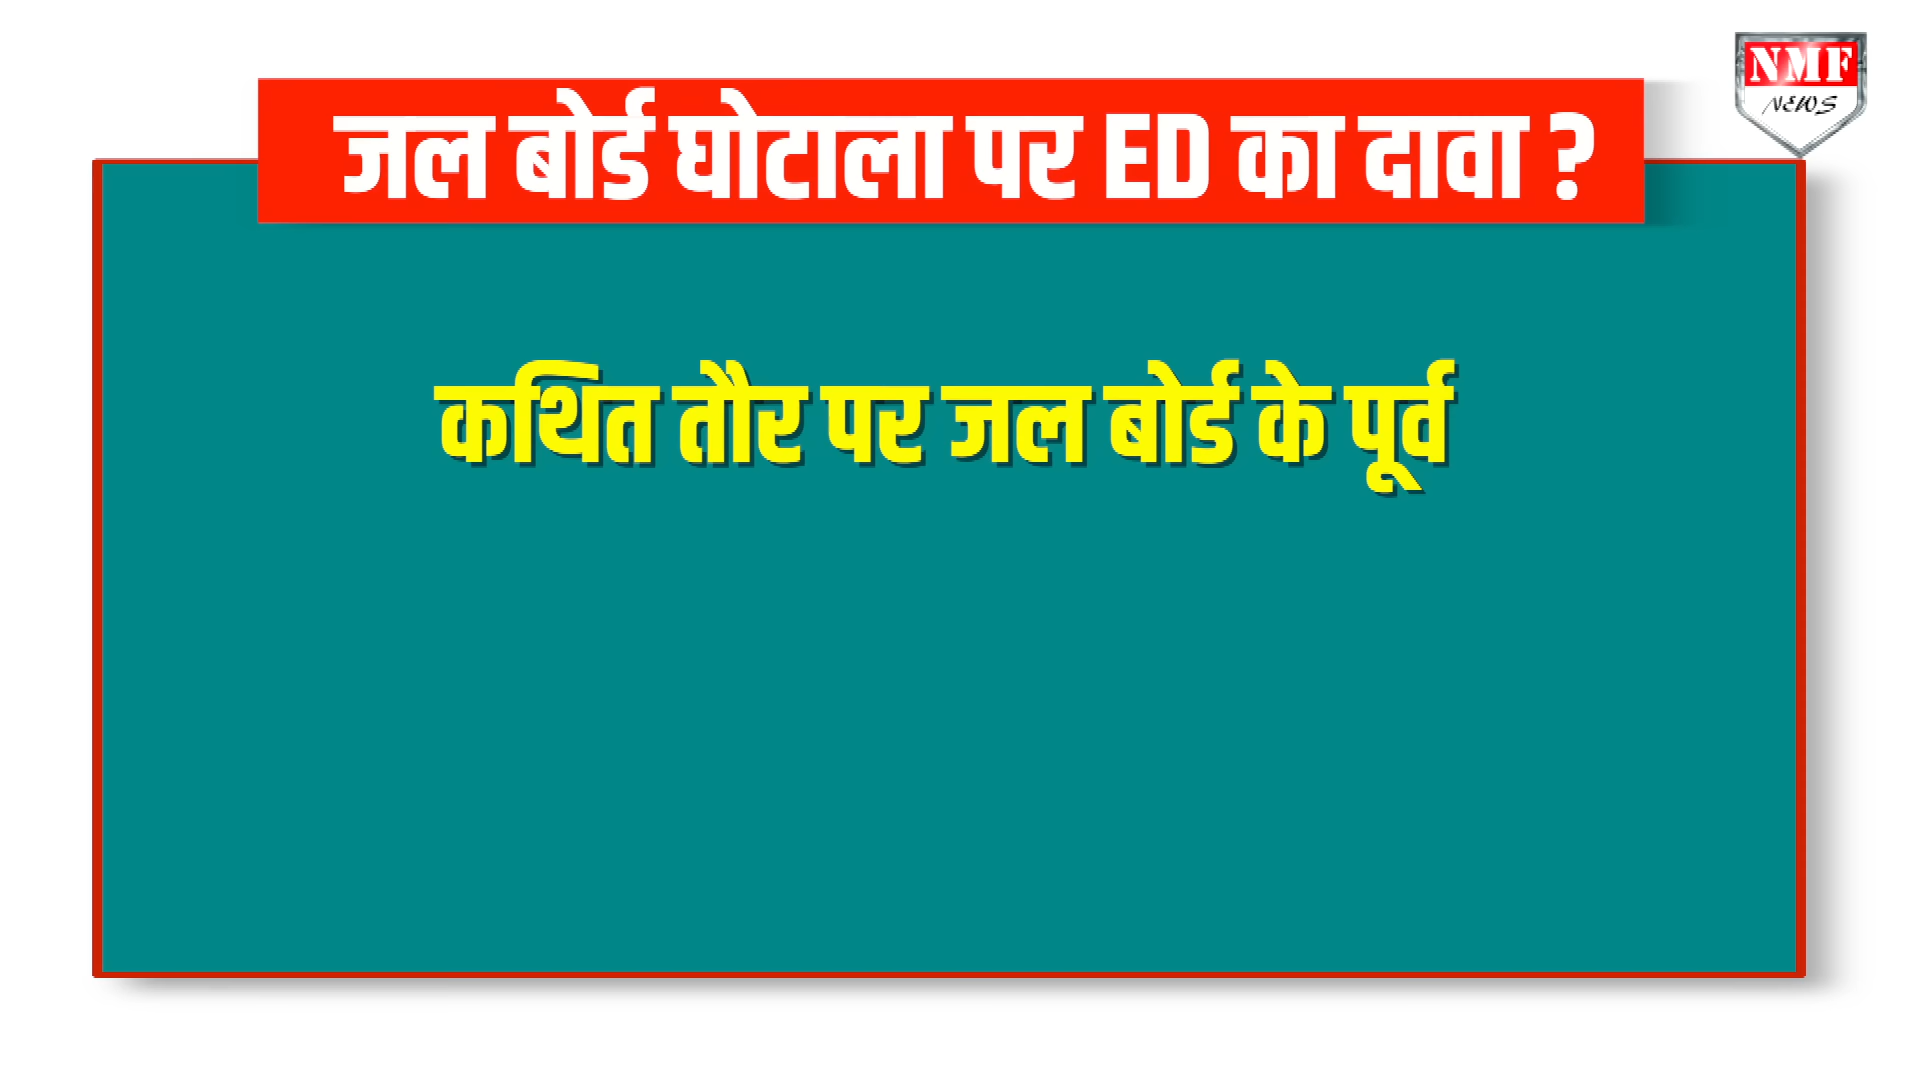 NMF
NEWS
जल बोर्ड घोटाला पर ED का दावा ?
कथित तौर पर जल बोर्ड के पूर्व